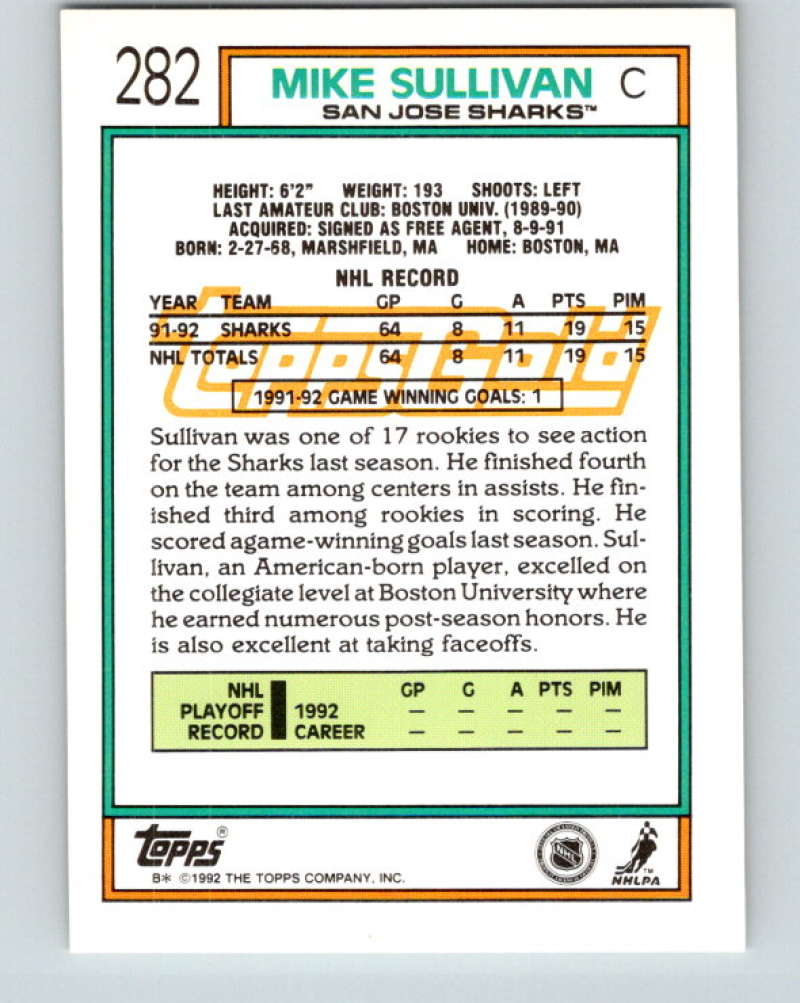 282
MIKE SULLIVAN C
SAN JOSE SHARKS™
HEIGHT: 6'2" WEIGHT: 193 SHOOTS: LEFT
LAST AMATEUR CLUB: BOSTON UNIV. (1989-90)
ACQUIRED: SIGNED AS FREE AGENT, 8-9-91
BORN: 2-27-68, MARSHFIELD, MA HOME: BOSTON, MA
NHL RECORD
YEAR TEAM GP G A PTS PIM
91-92 SHARKS 64 8 11 19 15
NHL TOTALS 64 8 11 19 15
ToppsGold
1991-92 GAME WINNING GOALS: 1
Sullivan was one of 17 rookies to see action
for the Sharks last season. He finished fourth
on the team among centers in assists. He fin-
ished third among rookies in scoring. He
scored agame-winning goals last season. Sul-
livan, an American-born player, excelled on
the collegiate level at Boston University where
he earned numerous post-season honors. He
is also excellent at taking faceoffs.
NHL GP G A PTS PIM
PLAYOFF 1992 — — — — —
RECORD CAREER — — — — —
Topps®
B* ©1992 THE TOPPS COMPANY, INC.
NHL
NHLPA™